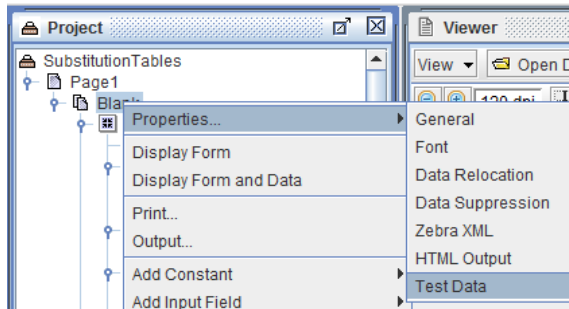 Project
SubstitutionTables
Page1
Properties...
Display Form
Display Form and Data
Print...
Output...
Add Constant
Add Input Field
Viewer
View
Open
120 dpi
General
Font
Data Relocation
Data Suppression
Zebra XML
HTML Output
Test Data